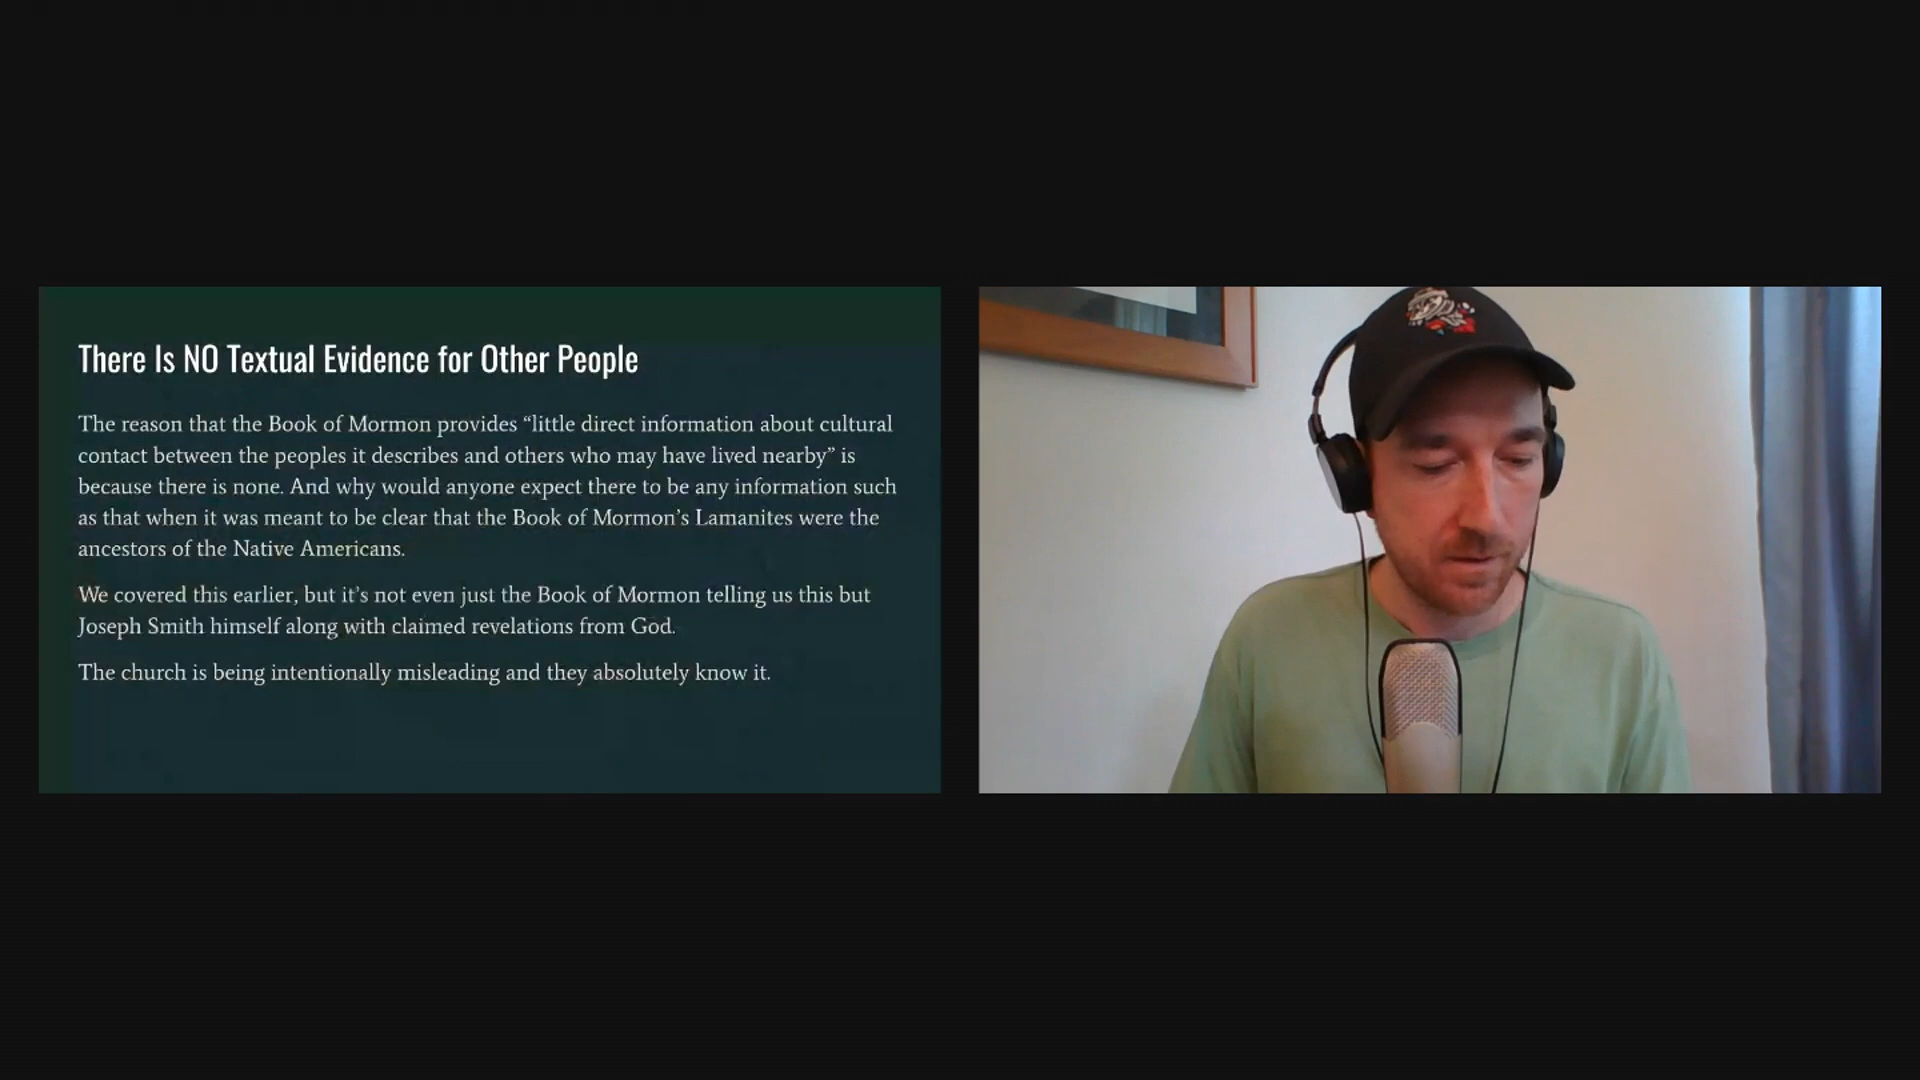 There Is NO Textual Evidence for Other People
The reason that the Book of Mormon provides “little direct information about cultural
contact between the peoples it describes and others who may have lived nearby” is
because there is none. And why would anyone expect there to be any information such
as that when it was meant to be clear that the Book of Mormon’s Lamanites were the
ancestors of the Native Americans.
We covered this earlier, but it’s not even just the Book of Mormon telling us this but
Joseph Smith himself along with claimed revelations from God.
The church is being intentionally misleading and they absolutely know it.